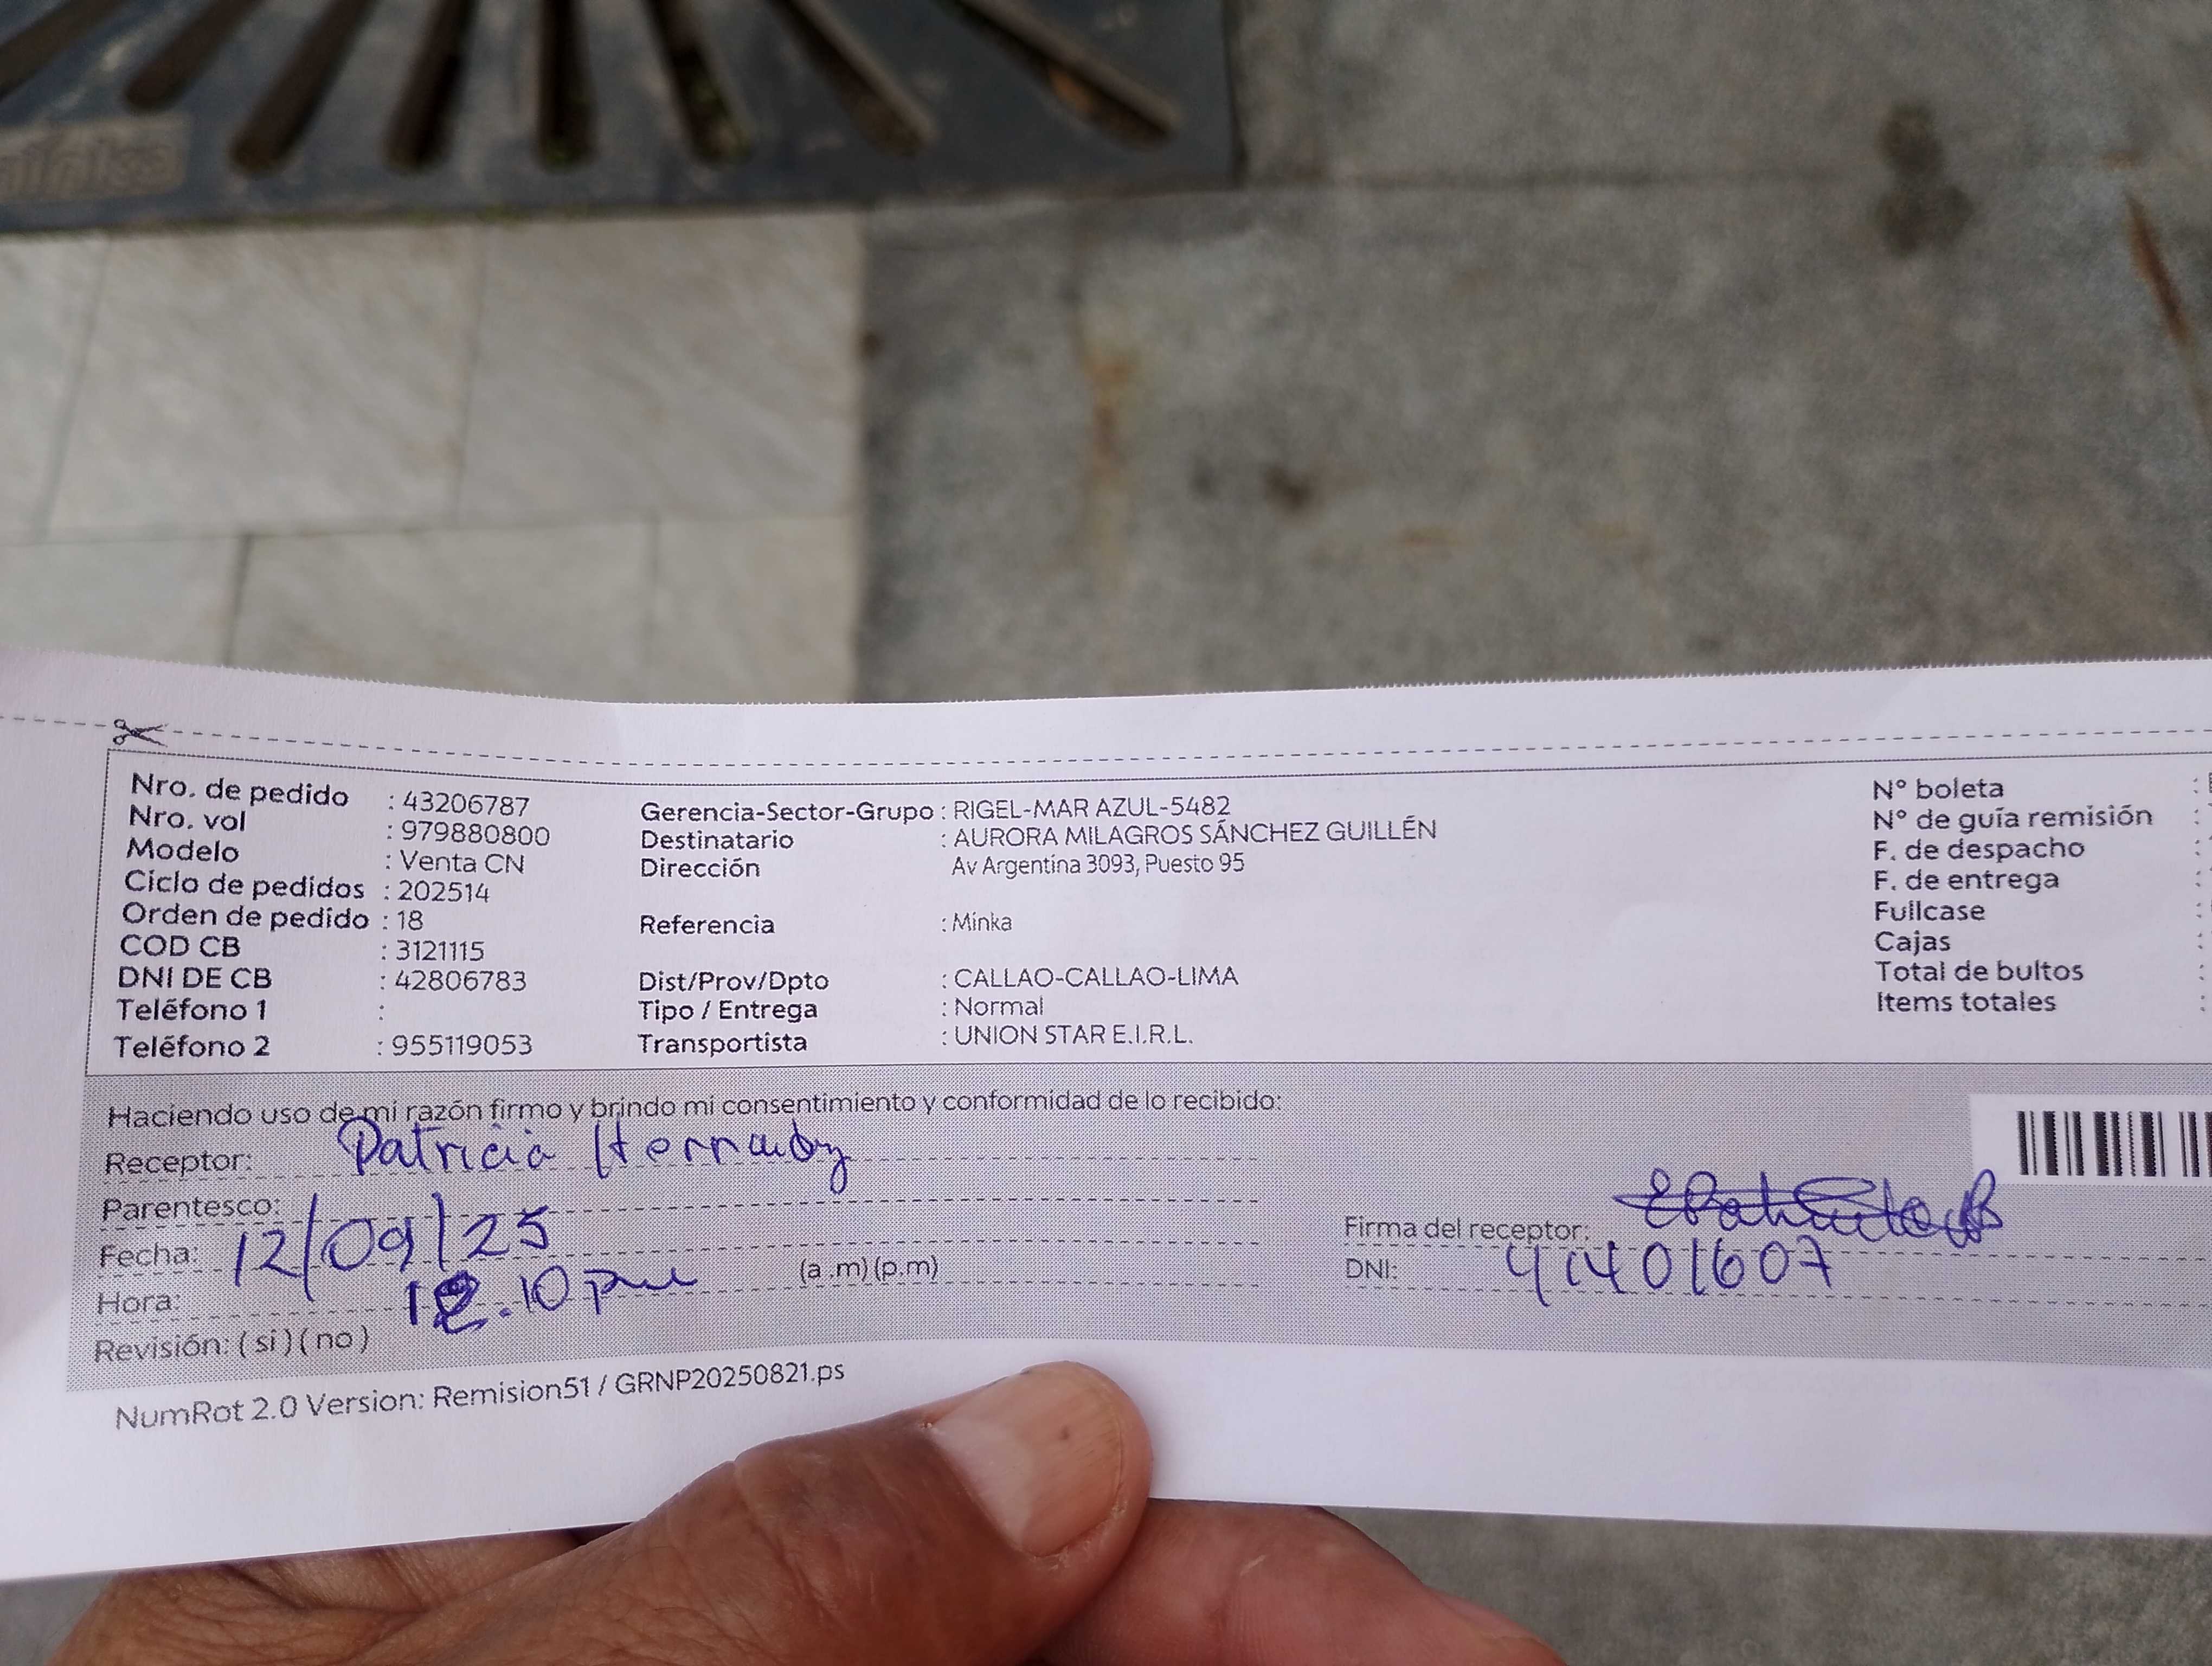 minka
Nro. de pedido : 43206787
Nro. vol : 979880800
Modelo : Venta CN
Ciclo de pedidos : 202514
Orden de pedido : 18
COD CB : 3121115
DNI DE CB : 42806783
Teléfono 1 :
Teléfono 2 : 955119053
Gerencia-Sector-Grupo : RIGEL-MAR AZUL-5482
Destinatario : AURORA MILAGROS SÁNCHEZ GUILLÉN
Dirección Av Argentina 3093, Puesto 95
Referencia : Minka
Dist/Prov/Dpto : CALLAO-CALLAO-LIMA
Tipo / Entrega : Normal
Transportista : UNION STAR E.I.R.L.
N° boleta :
N° de guía remisión :
F. de despacho :
F. de entrega :
Fullcase :
Cajas :
Total de bultos :
Items totales :
Haciendo uso de mi razón firmo y brindo mi consentimiento y conformidad de lo recibido:
Receptor: Patricia
Parentesco:
Fecha: 12/09/25
Hora: 12.10 pm (a .m) (p.m)
Revisión: ( si ) ( no )
Firma del receptor:
DNI: 41401607
NumRot 2.0 Version: Remision51 / GRNP20250821.ps